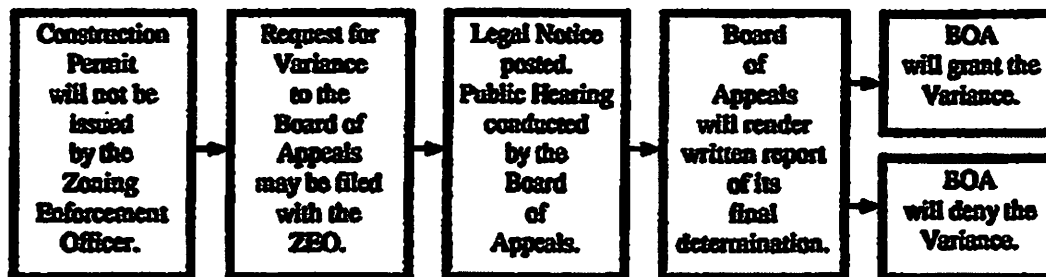 Construction
Permit
will not be
issued
by the
Zoning
Enforcement
Officer.
Request for
Variance
to the
Board of
Appeals
may be filed
with the
ZEO.
Legal Notice
posted.
Public Hearing
conducted
by the
Board
of
Appeals.
Board
of
Appeals
will render
written report
of its
final
determination.
BOA
will grant the
Variance.
BOA
will deny the
Variance.